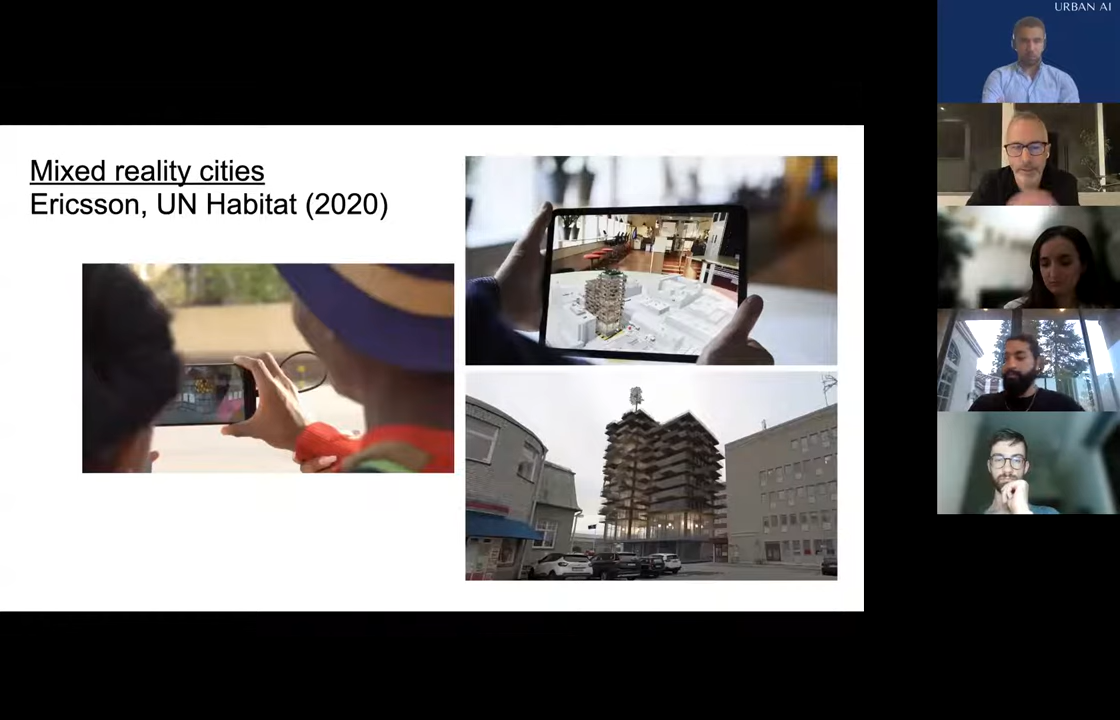 URBAN AI
Mixed reality cities
Ericsson, UN Habitat (2020)